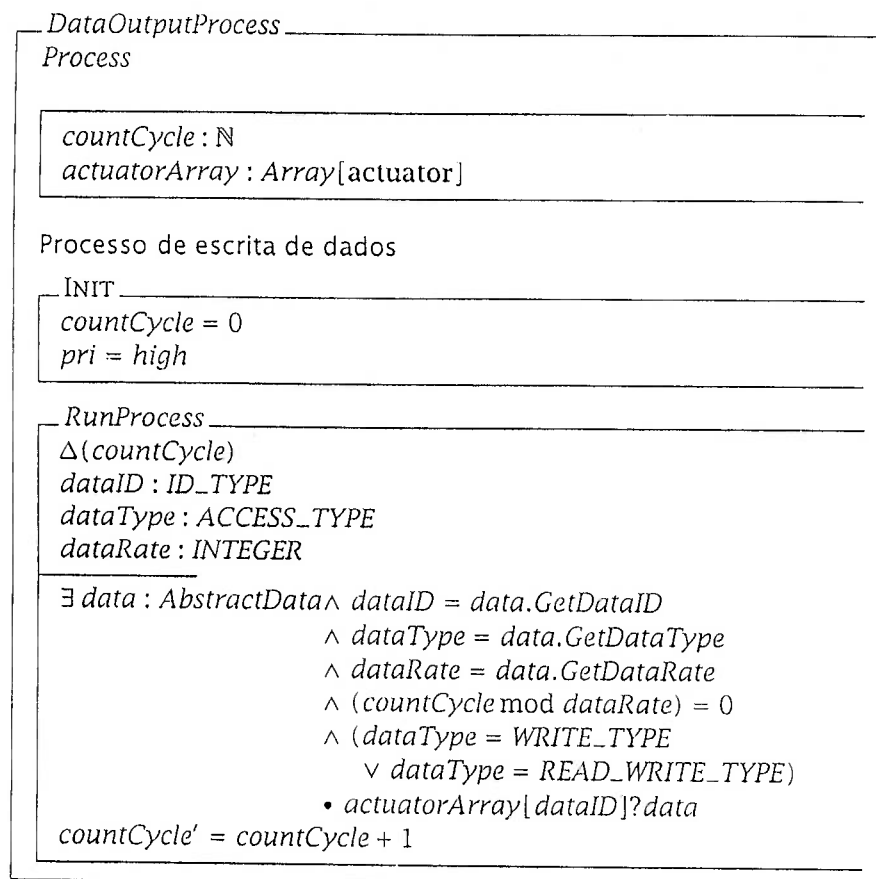 DataOutputProcess
Process
countCycle : ℕ
actuatorArray : Array[actuator]
Processo de escrita de dados
INIT
countCycle = 0
pri = high
RunProcess
Δ(countCycle)
dataID : ID_TYPE
dataType : ACCESS_TYPE
dataRate : INTEGER
∃ data : AbstractData ∧ dataID = data.GetDataID
∧ dataType = data.GetDataType
∧ dataRate = data.GetDataRate
∧ (countCycle mod dataRate) = 0
∧ (dataType = WRITE_TYPE
∨ dataType = READ_WRITE_TYPE)
• actuatorArray[dataID]?data
countCycle′ = countCycle + 1